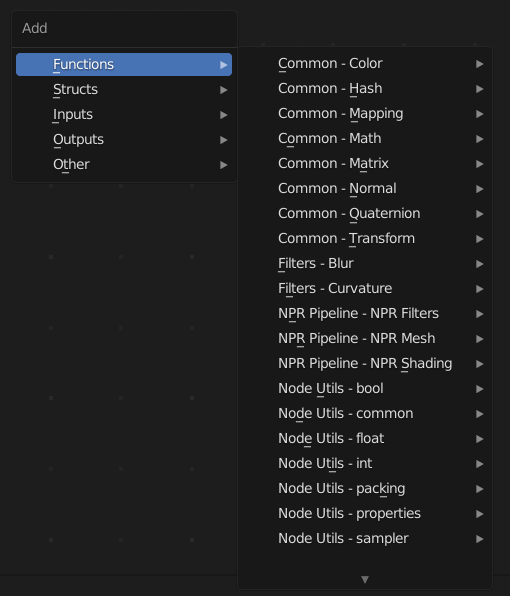 Add
Functions
Structs
Inputs
Outputs
Other
Common - Color
Common - Hash
Common - Mapping
Common - Math
Common - Matrix
Common - Normal
Common - Quaternion
Common - Transform
Filters - Blur
Filters - Curvature
NPR Pipeline - NPR Filters
NPR Pipeline - NPR Mesh
NPR Pipeline - NPR Shading
Node Utils - bool
Node Utils - common
Node Utils - float
Node Utils - int
Node Utils - packing
Node Utils - properties
Node Utils - sampler